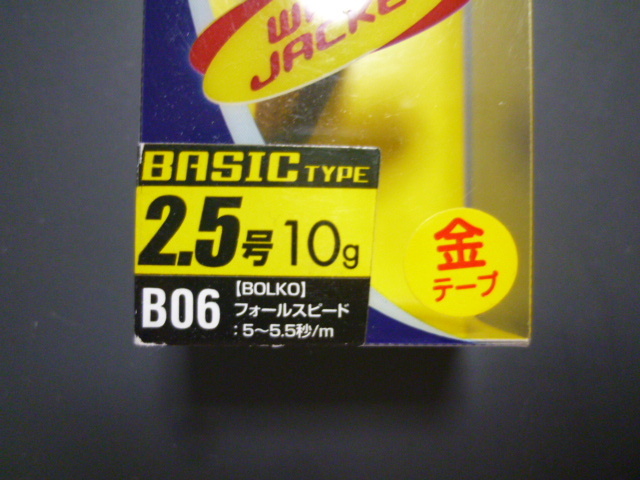 JACKE
BASIC TYPE
2.5号 10g
B06
【BOLKO】
フォールスピード
:5~5.5秒/m
金
テープ